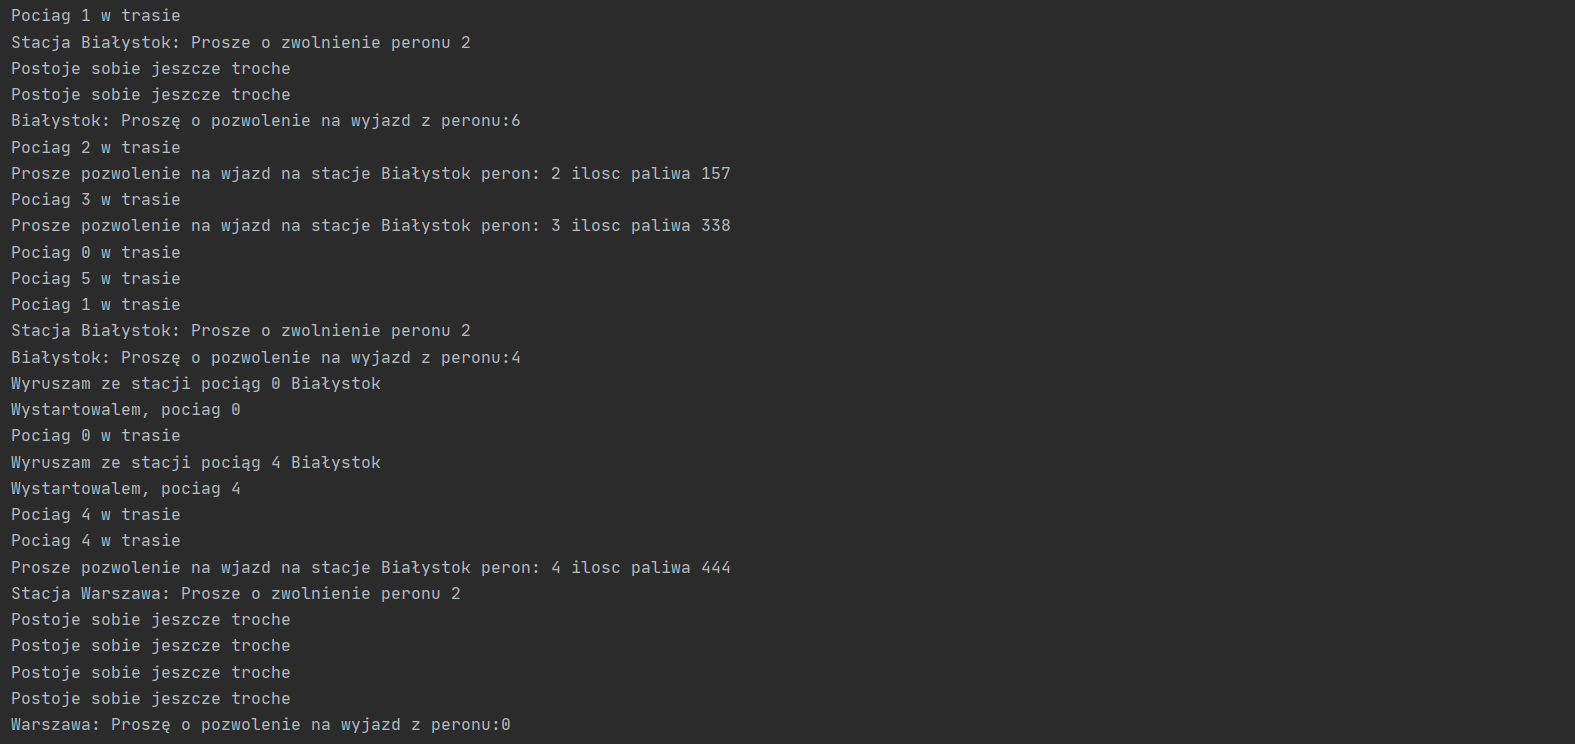 Pociag 1 w trasie
Stacja Białystok: Prosze o zwolnienie peronu 2
Postoje sobie jeszcze troche
Postoje sobie jeszcze troche
Białystok: Proszę o pozwolenie na wyjazd z peronu:6
Pociag 2 w trasie
Prosze pozwolenie na wjazd na stacje Białystok peron: 2 ilosc paliwa 157
Pociag 3 w trasie
Prosze pozwolenie na wjazd na stacje Białystok peron: 3 ilosc paliwa 338
Pociag 0 w trasie
Pociag 5 w trasie
Pociag 1 w trasie
Stacja Białystok: Prosze o zwolnienie peronu 2
Białystok: Proszę o pozwolenie na wyjazd z peronu:4
Wyruszam ze stacji pociąg 0 Białystok
Wystartowalem, pociag 0
Pociag 0 w trasie
Wyruszam ze stacji pociąg 4 Białystok
Wystartowalem, pociag 4
Pociag 4 w trasie
Pociag 4 w trasie
Prosze pozwolenie na wjazd na stacje Białystok peron: 4 ilosc paliwa 444
Stacja Warszawa: Prosze o zwolnienie peronu 2
Postoje sobie jeszcze troche
Postoje sobie jeszcze troche
Postoje sobie jeszcze troche
Postoje sobie jeszcze troche
Warszawa: Proszę o pozwolenie na wyjazd z peronu:0